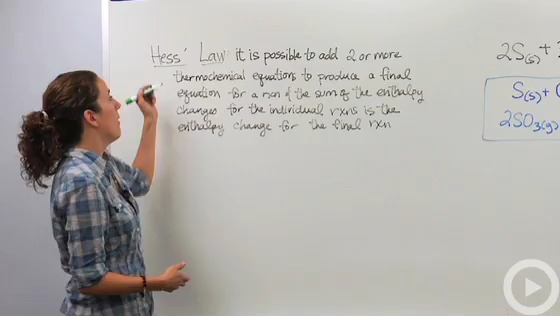 Hess' Law it is possible to add 2 or more
thermochemical equations to produce a final
equation for a rxn of the sum of the enthalpy
changes for the individual rxns is the
enthalpy change for the final rxn
2S(s) +
S(s) +
2SO3(g)